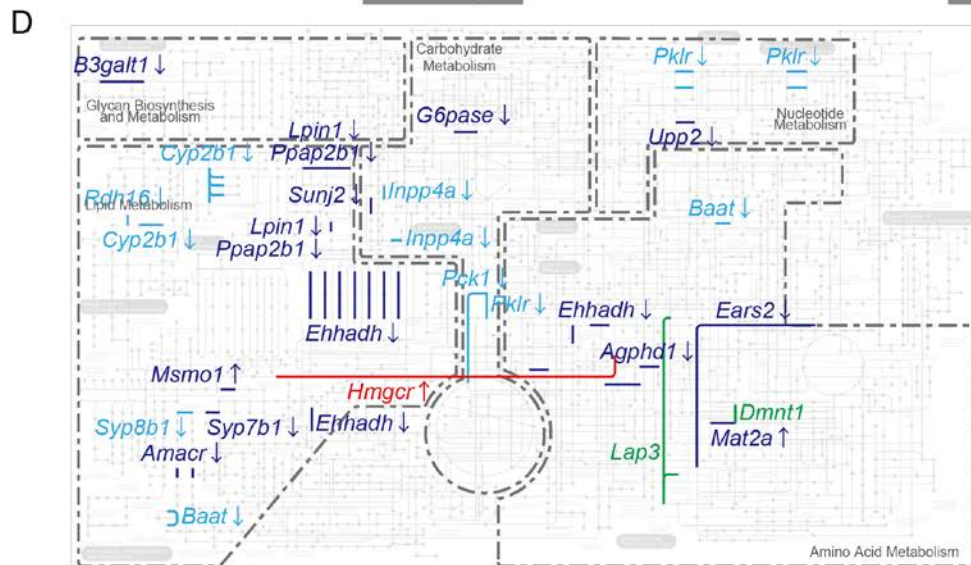 D
B3galt1↓
Glycan Biosynthesis
and Metabolism
Carbohydrate
Metabolism
G6pase↓
Pklr↓
Pklr↓
Nucleotide
Metabolism
Upp2↓
Lpin1↓
Ppap2b1↓
Cyp2b1↓
Rdh16↓
Lipid Metabolism
Cyp2b1↓
Sunj2↓
Inpp4a↓
Lpin1↓
Ppap2b1↓
Inpp4a↓
Baat↓
Pck1↓
Pklr↓
Ehhadh↓
Ehhadh↓
Ears2↓
Agphd1↓
Msmo1↑
Hmgcr↑
Syp8b1↓
Syp7b1↓
Ehhadh↓
Amacr↓
Baat↓
Lap3
Dmnt1
Mat2a↑
Amino Acid Metabolism